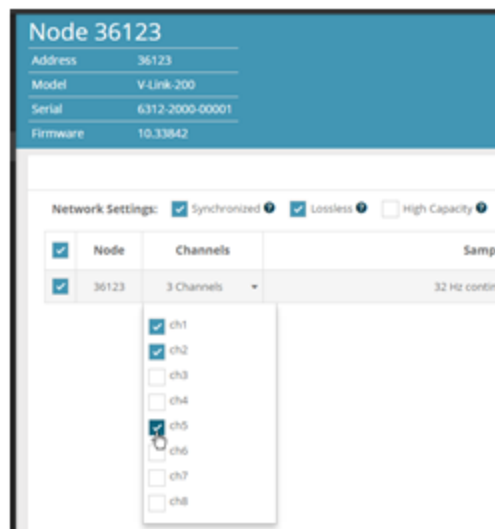 Node 36123
Address 36123
Model V-Link-200
Serial 6312-2000-00001
Firmware 10.33842
Network Settings: Synchronized ? Lossless ? High Capacity ?
Node Channels Samp
36123 3 Channels 32 Hz contin
ch1
ch2
ch3
ch4
ch5
ch6
ch7
ch8